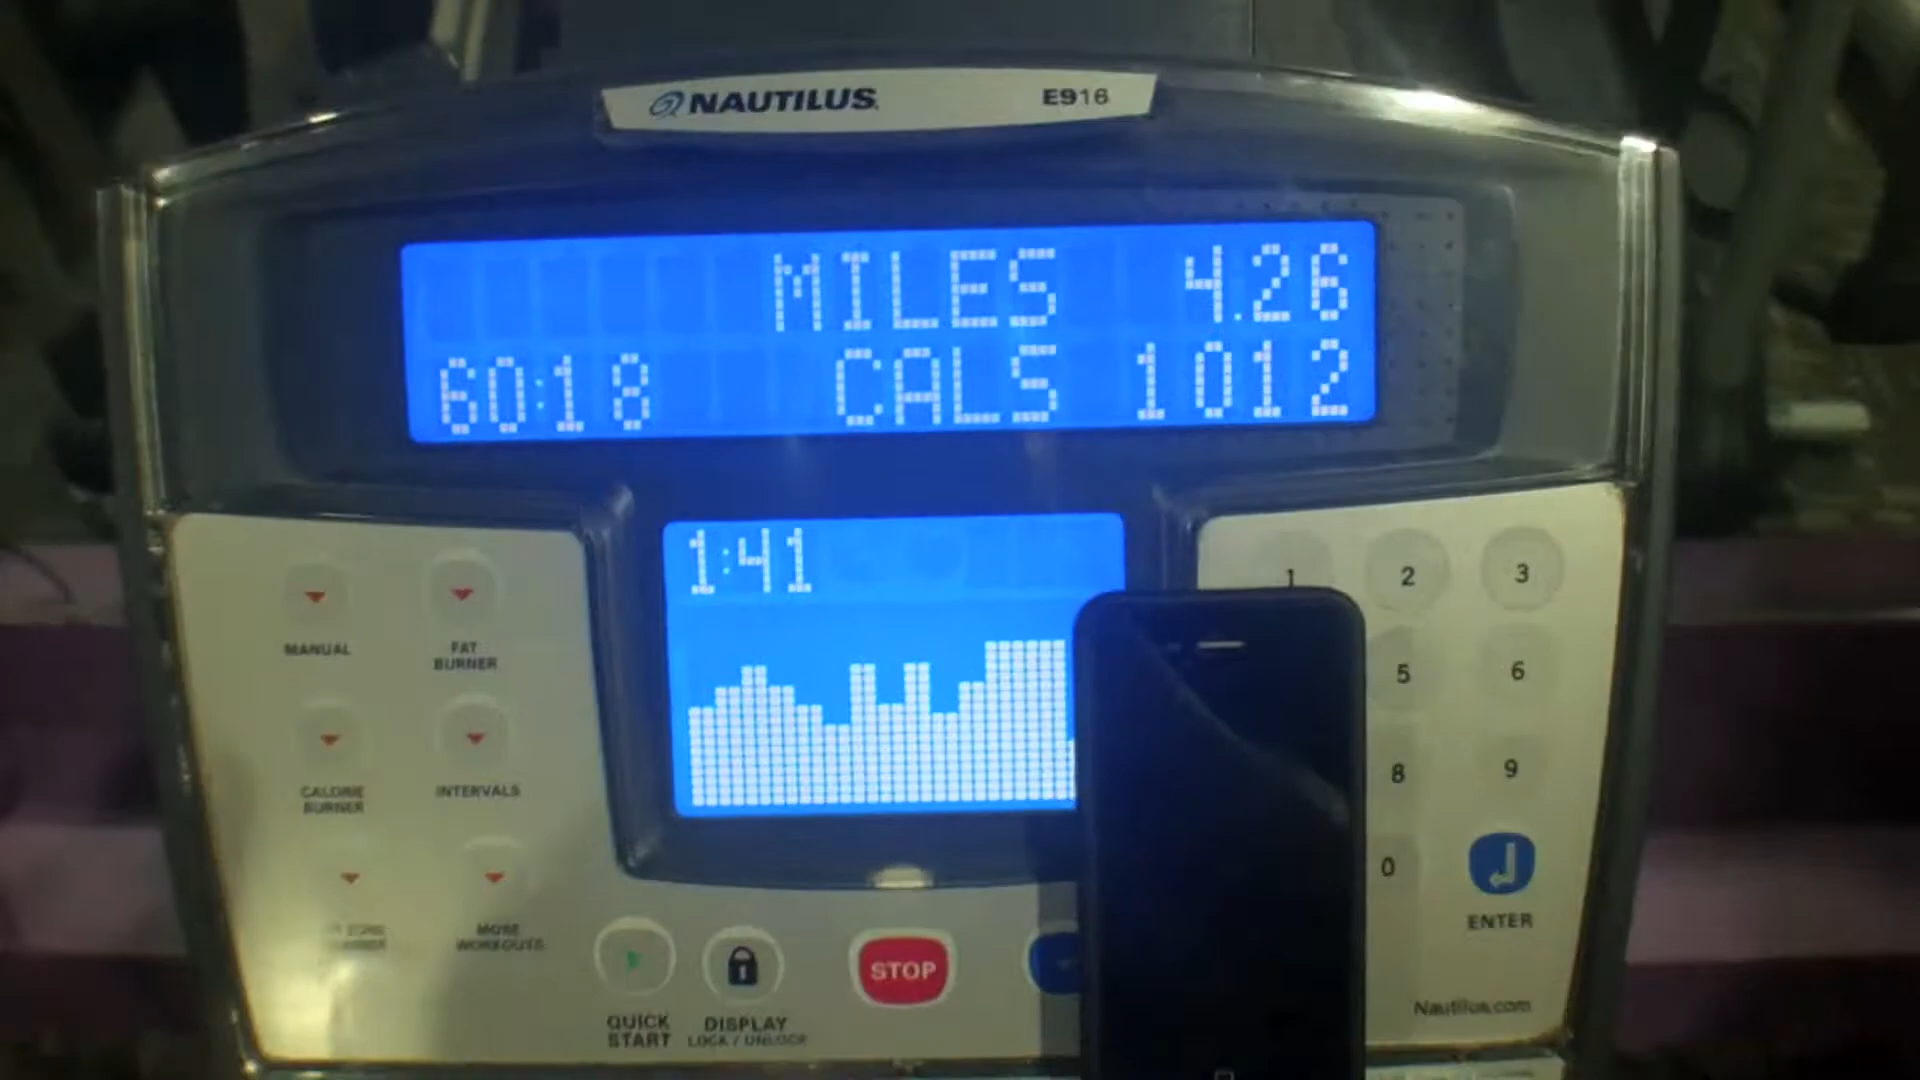 NAUTILUS E916
MILES 4.26
60:18 CALS 1012
1:41
MANUAL
FAT
BURNER
CALORIE
BURNER
INTERVALS
ZONE
MORE
WORKOUTS
QUICK
START
DISPLAY
LOCK / UNLOCK
STOP
1 2 3
5 6
8 9
0
ENTER
Nautilus.com